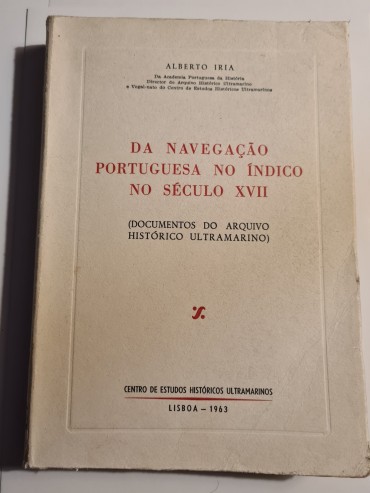 ALBERTO IRIA
Da Academia Portuguesa da História
Director do Arquivo Histórico Ultramarino
e Vogal-nato do Centro de Estudos Históricos Ultramarinos
DA NAVEGAÇÃO
PORTUGUESA NO ÍNDICO
NO SÉCULO XVII
(DOCUMENTOS DO ARQUIVO
HISTÓRICO ULTRAMARINO)
CENTRO DE ESTUDOS HISTÓRICOS ULTRAMARINOS
LISBOA — 1963